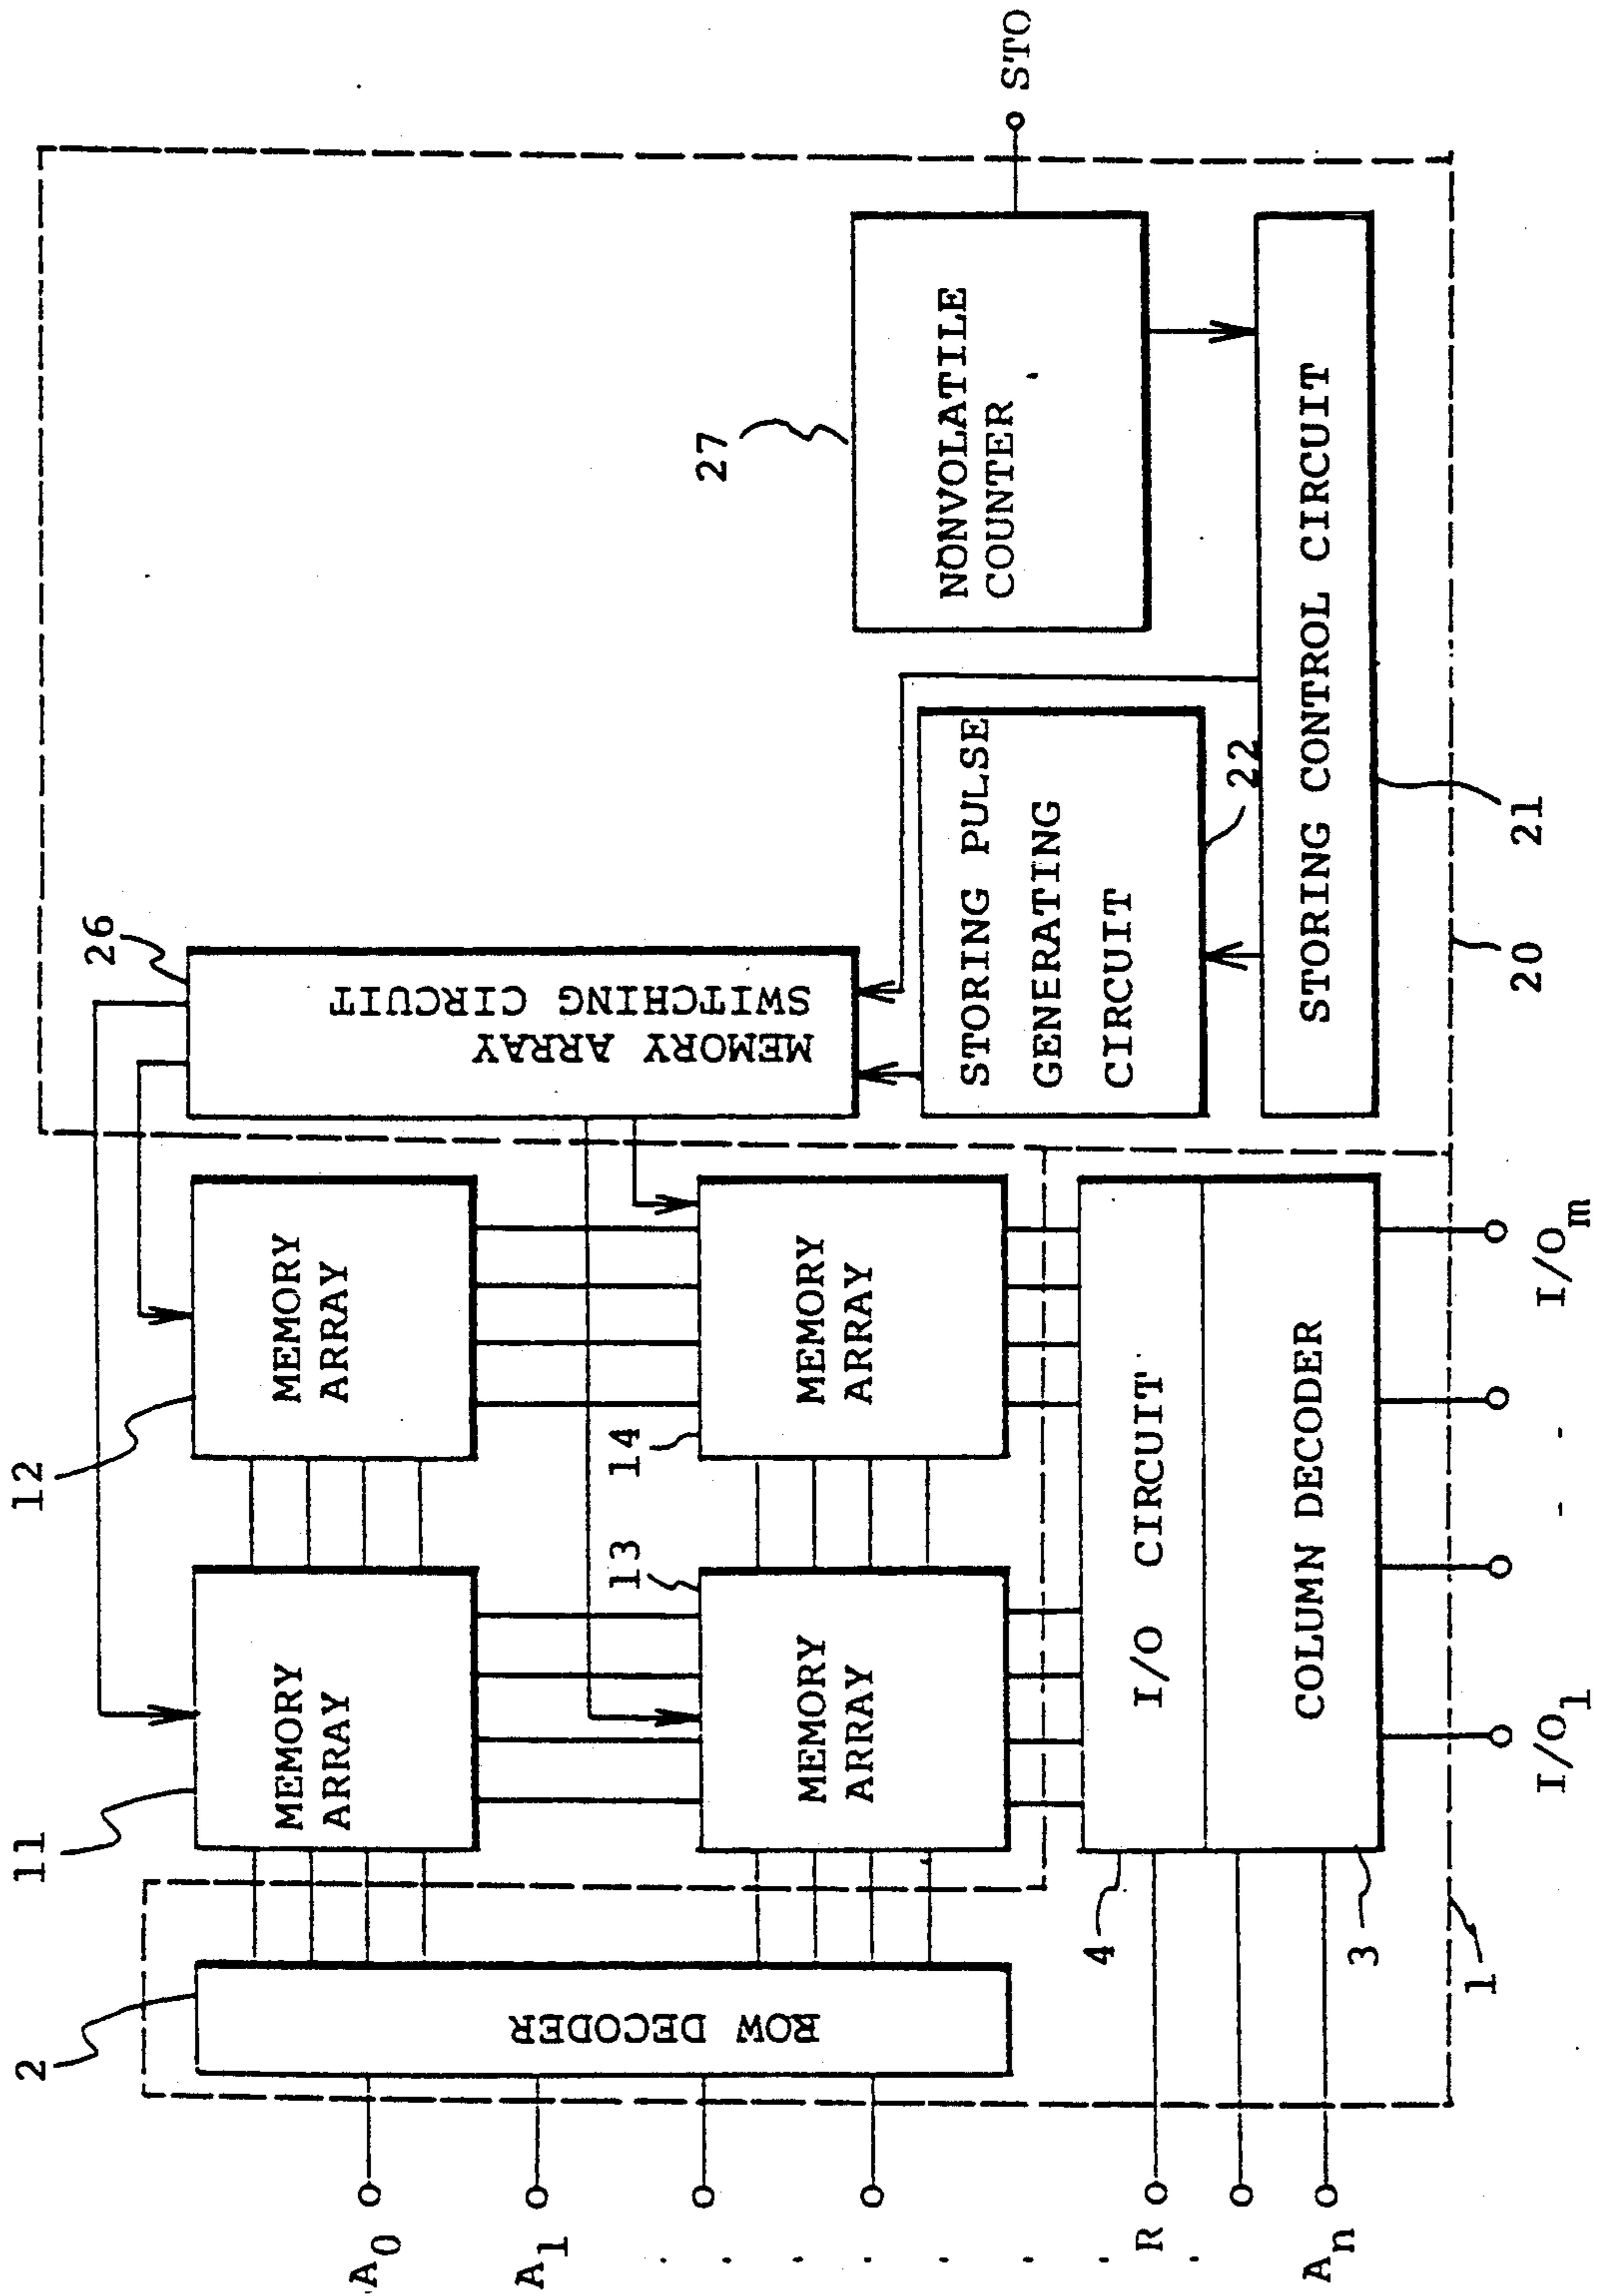 11
12
26
2
MEMORY
ARRAY
MEMORY
ARRAY
MEMORY ARRAY
SWITCHING CIRCUIT
ROW DECODER
13
14
27
MEMORY
ARRAY
MEMORY
ARRAY
STORING PULSE
GENERATING
CIRCUIT
NONVOLATILE
COUNTER
STO
A0
A1
R
An
4
I/O CIRCUIT
22
3
COLUMN DECODER
STORING CONTROL CIRCUIT
1
20
21
I/O1
I/Om